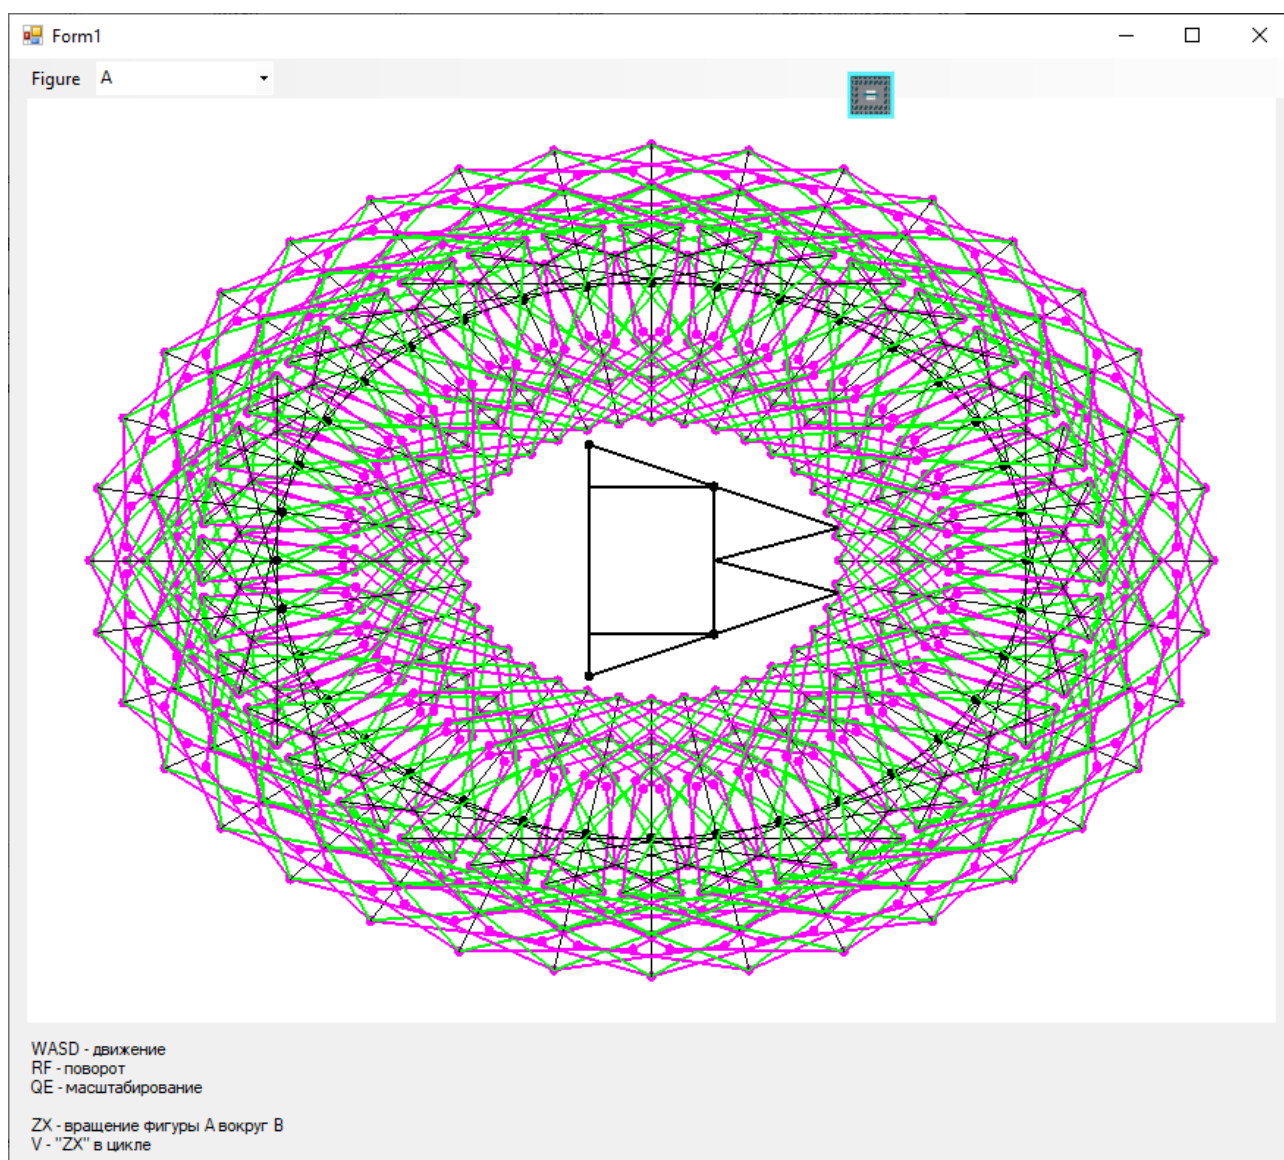 Form1
Figure A
WASD - движение
RF - поворот
QE - масштабирование
ZX - вращение фигуры A вокруг B
V - "ZX" в цикле